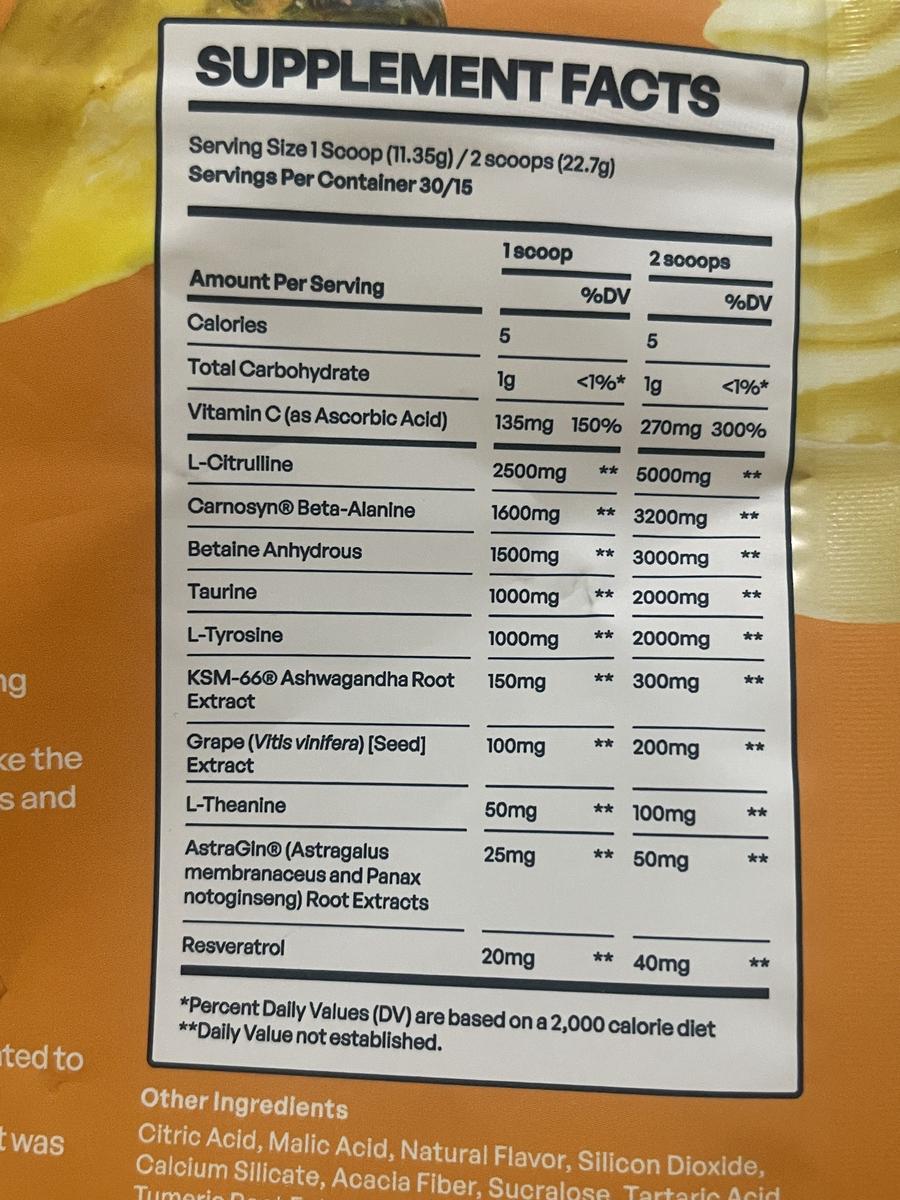 SUPPLEMENT FACTS
Serving Size 1 Scoop (11.35g) / 2 scoops (22.7g)
Servings Per Container 30/15
1 scoop 2 scoops
Amount Per Serving %DV %DV
Calories 5 5
Total Carbohydrate 1g <1%* 1g <1%*
Vitamin C (as Ascorbic Acid) 135mg 150% 270mg 300%
L-Citrulline 2500mg ** 5000mg **
Carnosyn® Beta-Alanine 1600mg ** 3200mg **
Betaine Anhydrous 1500mg ** 3000mg **
Taurine 1000mg ** 2000mg **
L-Tyrosine 1000mg ** 2000mg **
KSM-66® Ashwagandha Root 150mg ** 300mg **
Extract
Grape (Vitis vinifera) [Seed] 100mg ** 200mg **
Extract
L-Theanine 50mg ** 100mg **
AstraGin® (Astragalus 25mg ** 50mg **
membranaceus and Panax
notoginseng) Root Extracts
Resveratrol 20mg ** 40mg **
*Percent Daily Values (DV) are based on a 2,000 calorie diet
**Daily Value not established.
Other Ingredients
Citric Acid, Malic Acid, Natural Flavor, Silicon Dioxide,
Calcium Silicate, Acacia Fiber, Sucralose, Tartaric Acid
the
s and
ted to
t was